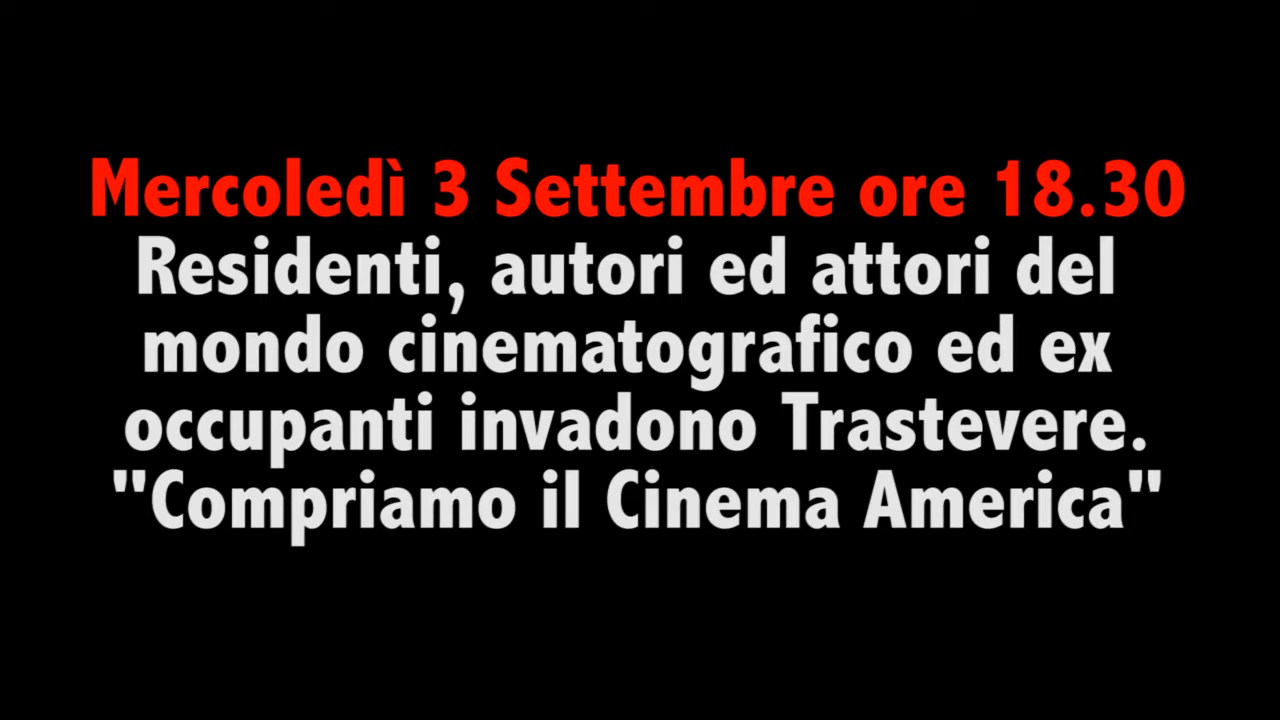 Mercoledì 3 Settembre ore 18.30
Residenti, autori ed attori del
mondo cinematografico ed ex
occupanti invadono Trastevere.
"Compriamo il Cinema America"